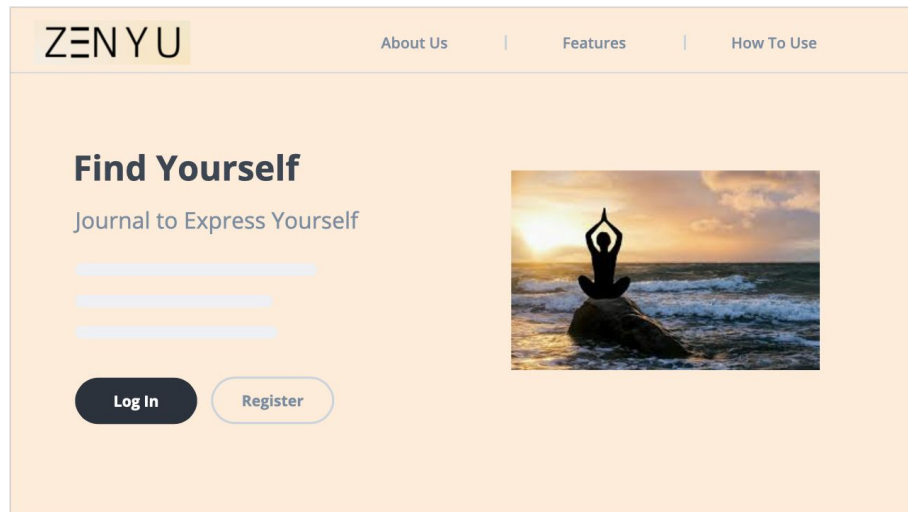 ZENYU
About Us | Features | How To Use
Find Yourself
Journal to Express Yourself
Log In
Register